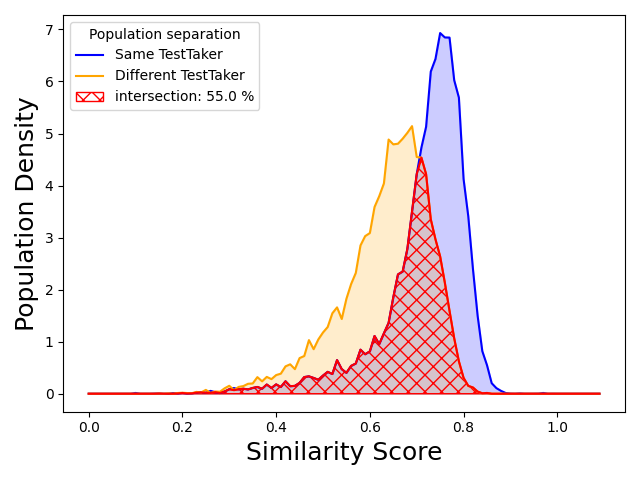 Population separation
Same TestTaker
Different TestTaker
intersection: 55.0 %
Population Density
7
6
5
4
3
2
1
0
0.0 0.2 0.4 0.6 0.8 1.0
Similarity Score